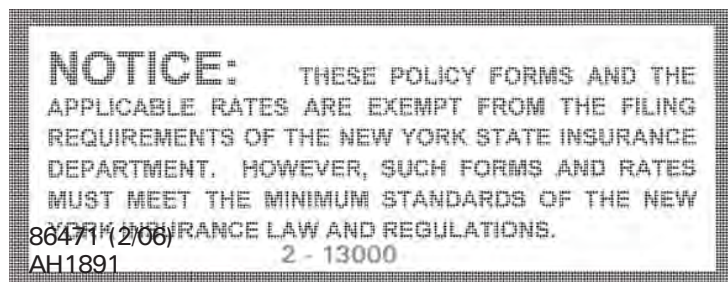 NOTICE: THESE POLICY FORMS AND THE
APPLICABLE RATES ARE EXEMPT FROM THE FILING
REQUIREMENTS OF THE NEW YORK STATE INSURANCE
DEPARTMENT. HOWEVER, SUCH FORMS AND RATES
MUST MEET THE MINIMUM STANDARDS OF THE NEW
YORK INSURANCE LAW AND REGULATIONS.
86471 (2/06)
2 - 13000
AH1891